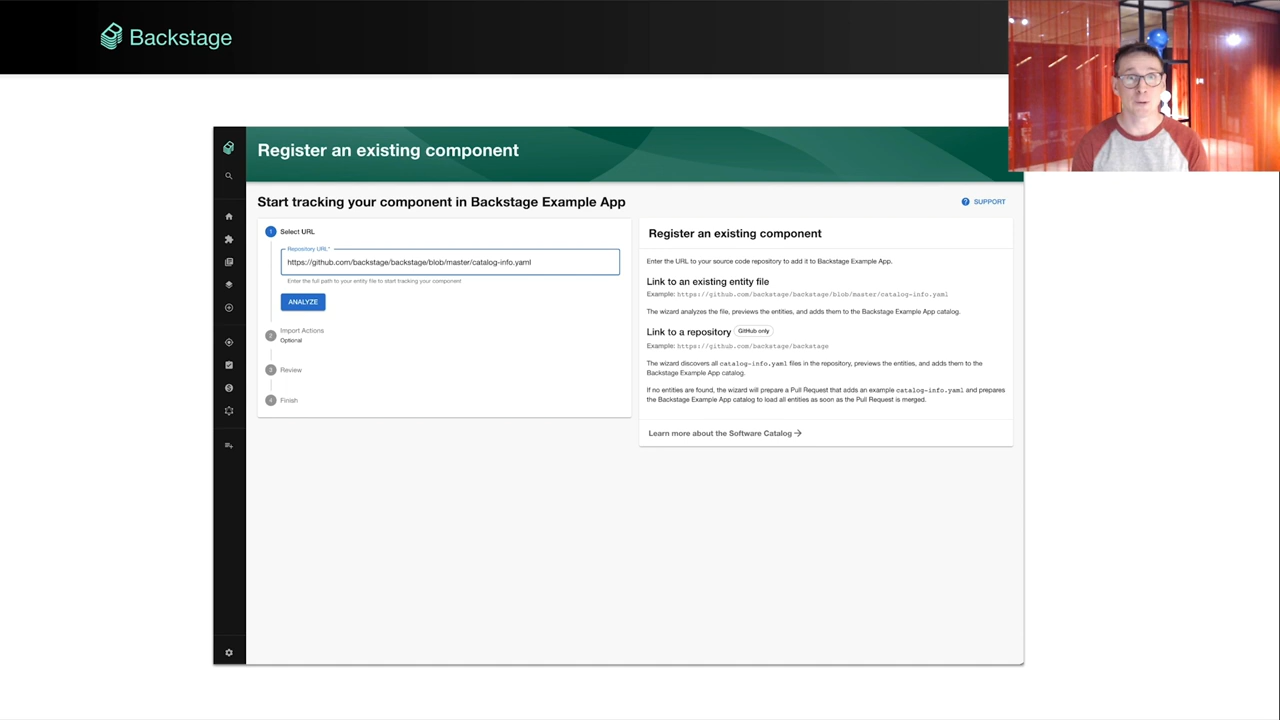 Backstage
Register an existing component
Start tracking your component in Backstage Example App
SUPPORT
1 Select URL
Repository URL*
https://github.com/backstage/backstage/blob/master/catalog-info.yaml
Enter the full path to your entity file to start tracking your component!
ANALYZE
2 Import Actions
Optional
3 Review
4 Finish
Register an existing component
Enter the URL to your source code repository to add it to Backstage Example App.
Link to an existing entity file
Example: https://github.com/backstage/backstage/blob/master/catalog-info.yaml
The wizard analyzes the file, previews the entities, and adds them to the Backstage Example App catalog.
Link to a repository GitHub only
Example: https://github.com/backstage/backstage
The wizard discovers all catalog-info.yaml files in the repository, previews the entities, and adds them to the
Backstage Example App catalog.
If no entities are found, the wizard will prepare a Pull Request that adds an example catalog-info.yaml and prepares
the Backstage Example App catalog to load all entities as soon as the Pull Request is merged.
Learn more about the Software Catalog